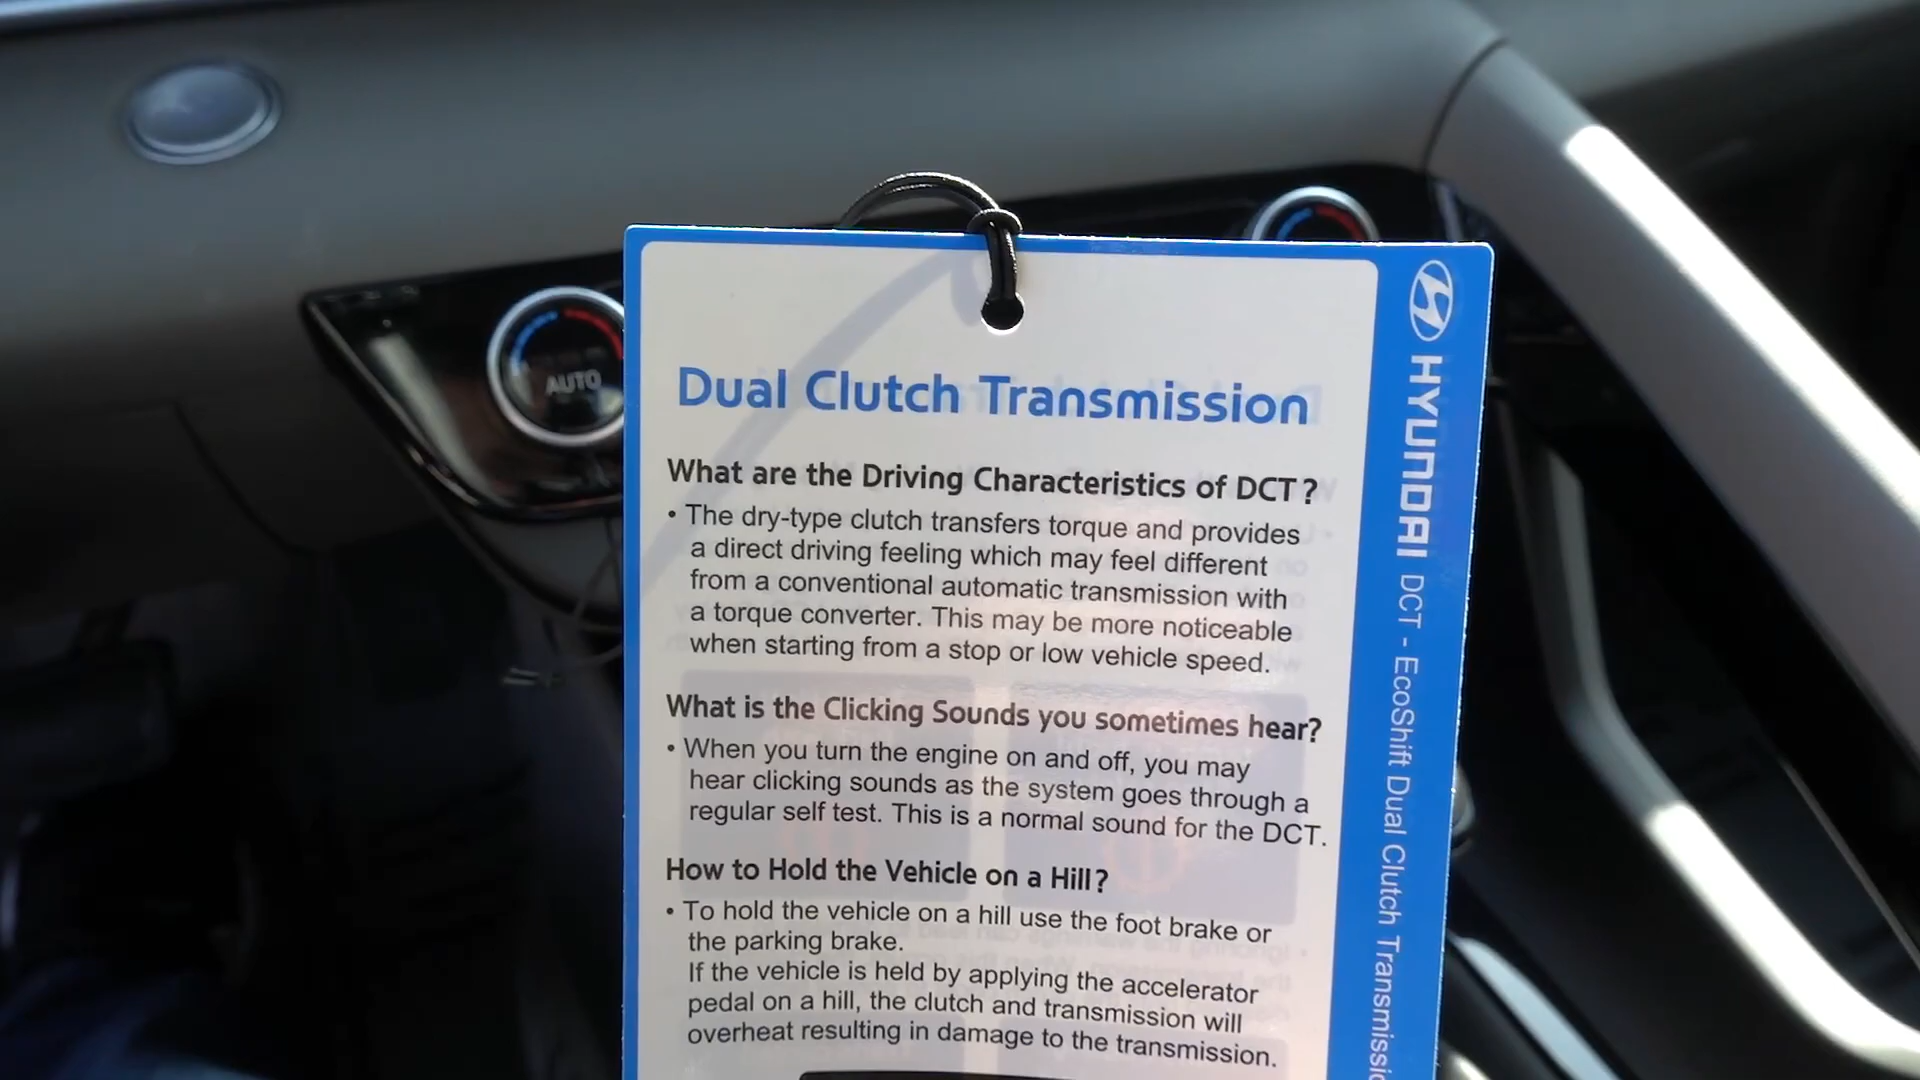 AUTO
Dual Clutch Transmission
What are the Driving Characteristics of DCT?
• The dry-type clutch transfers torque and provides
a direct driving feeling which may feel different
from a conventional automatic transmission with
a torque converter. This may be more noticeable
when starting from a stop or low vehicle speed.
What is the Clicking Sounds you sometimes hear?
• When you turn the engine on and off, you may
hear clicking sounds as the system goes through a
regular self test. This is a normal sound for the DCT.
How to Hold the Vehicle on a Hill?
• To hold the vehicle on a hill use the foot brake or
the parking brake.
If the vehicle is held by applying the accelerator
pedal on a hill, the clutch and transmission will
overheat resulting in damage to the transmission.
HYUNDAI DCT - EcoShift Dual Clutch Transmissi